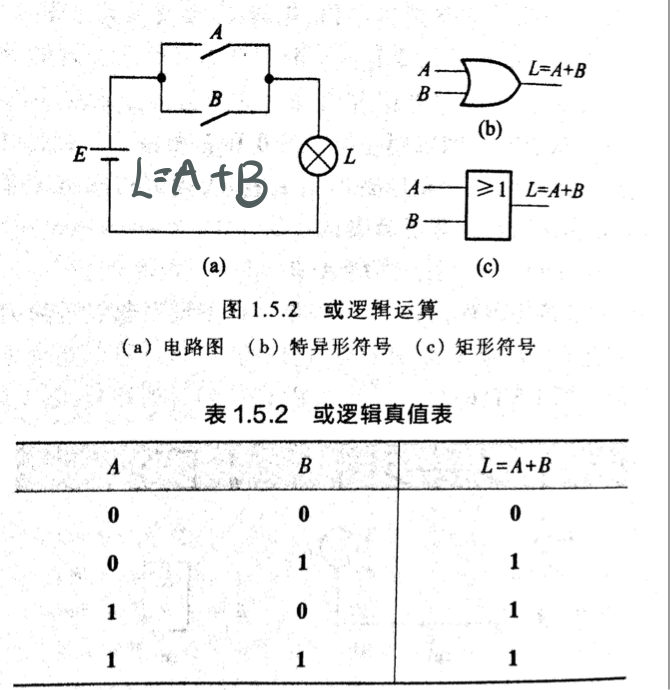 A
B
E
L=A+B
L
(a)
A
B
L=A+B
(b)
A
B
≥1
L=A+B
(c)
图 1.5.2 或逻辑运算
(a) 电路图 (b) 特异形符号 (c) 矩形符号
表 1.5.2 或逻辑真值表
A B L=A+B
0 0 0
0 1 1
1 0 1
1 1 1